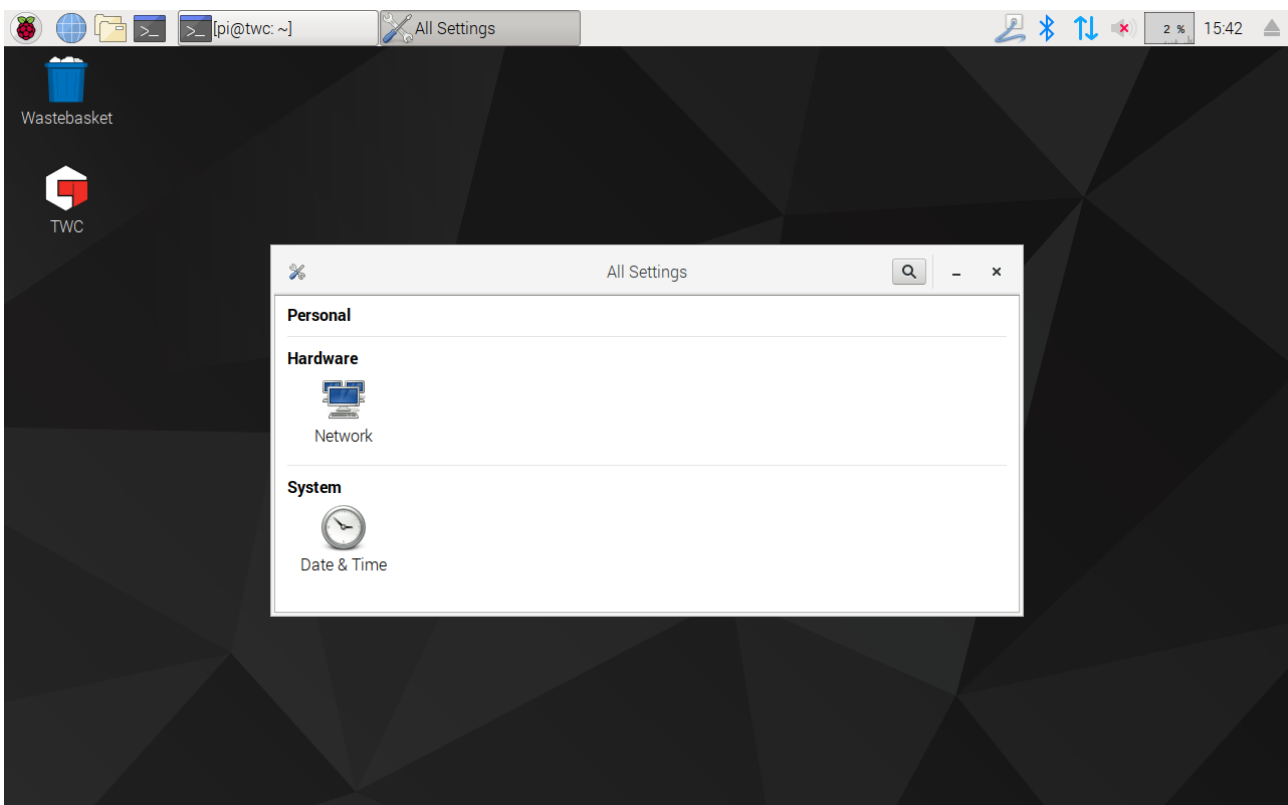 [pi@twc: ~]
All Settings
2 %
15:42
Wastebasket
TWC
All Settings
Personal
Hardware
Network
System
Date & Time